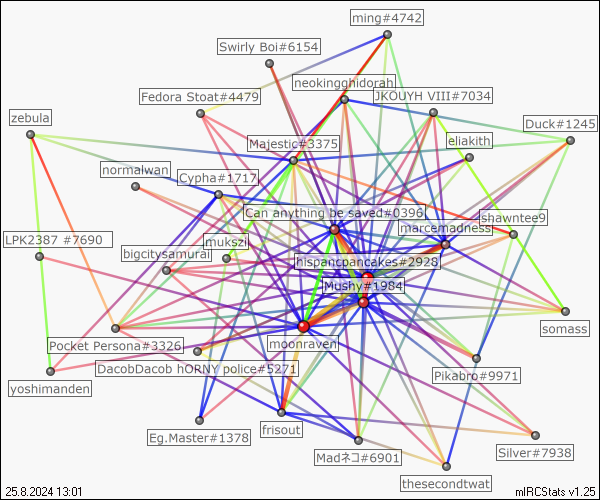 ming#4742
Swirly Boi#6154
neokingghidorah
JKOUYH VIII#7034
Fedora Stoat#4479
zebula
Duck#1245
Majestic#3375
eliakith
normalwan
Cypha#1717
Can anything be saved#0396
shawntee9
marcemadness
LPK2387 #7690
mukszi
bigcitysamurai
hispanicpancakes#2928
Mushy#1984
somass
moonraven
Pocket Persona#3326
DacobDacob hORNY police#5271
Pikabro#9971
yoshimanden
frisout
Eg.Master#1378
Madネコ#6901
Silver#7938
thesecondtwat
25.8.2024 13:01
mIRCStats v1.25